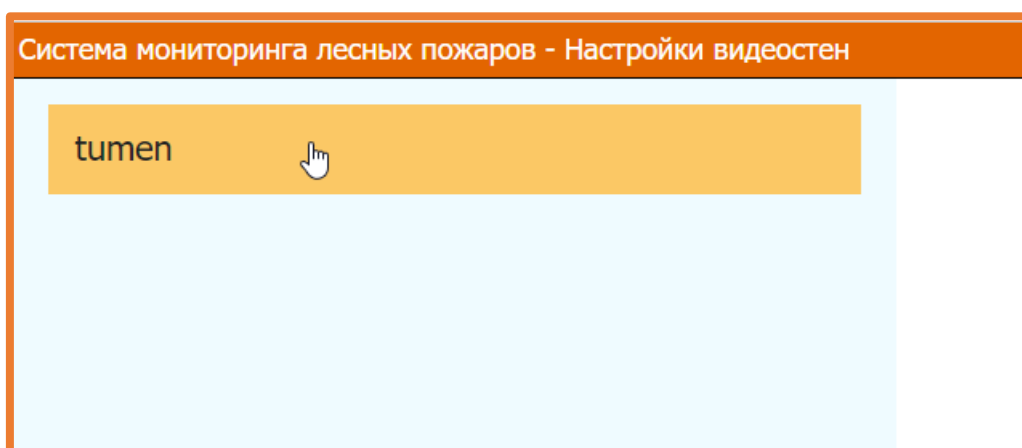 Система мониторинга лесных пожаров - Настройки видеостен
tumen